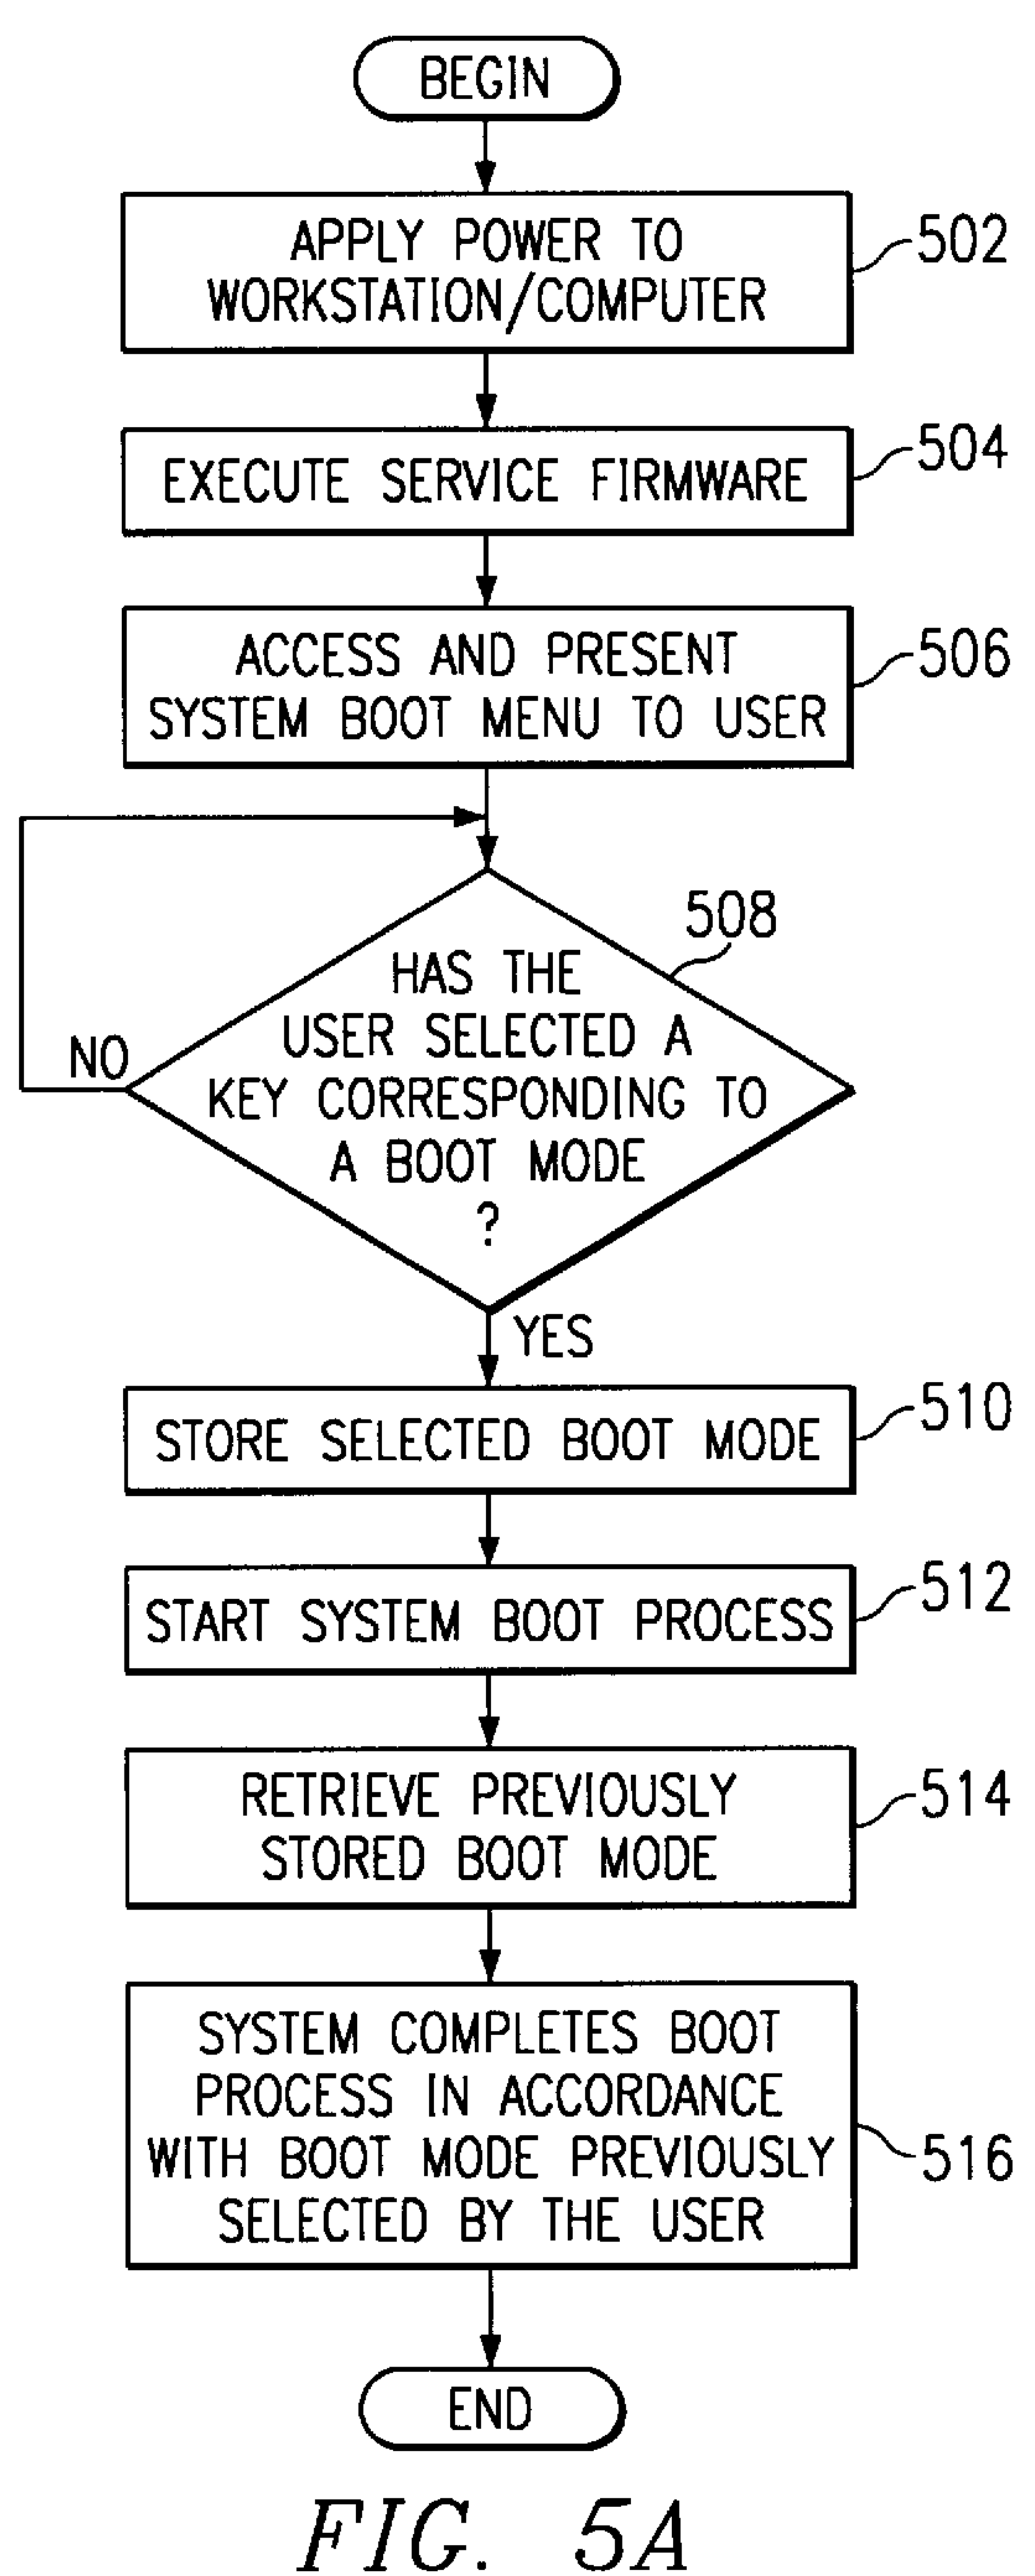 BEGIN
APPLY POWER TO
WORKSTATION/COMPUTER
502
EXECUTE SERVICE FIRMWARE
504
ACCESS AND PRESENT
SYSTEM BOOT MENU TO USER
506
508
HAS THE
USER SELECTED A
KEY CORRESPONDING TO
A BOOT MODE
?
NO
YES
STORE SELECTED BOOT MODE
510
START SYSTEM BOOT PROCESS
512
RETRIEVE PREVIOUSLY
STORED BOOT MODE
514
SYSTEM COMPLETES BOOT
PROCESS IN ACCORDANCE
WITH BOOT MODE PREVIOUSLY
SELECTED BY THE USER
516
END
FIG. 5A